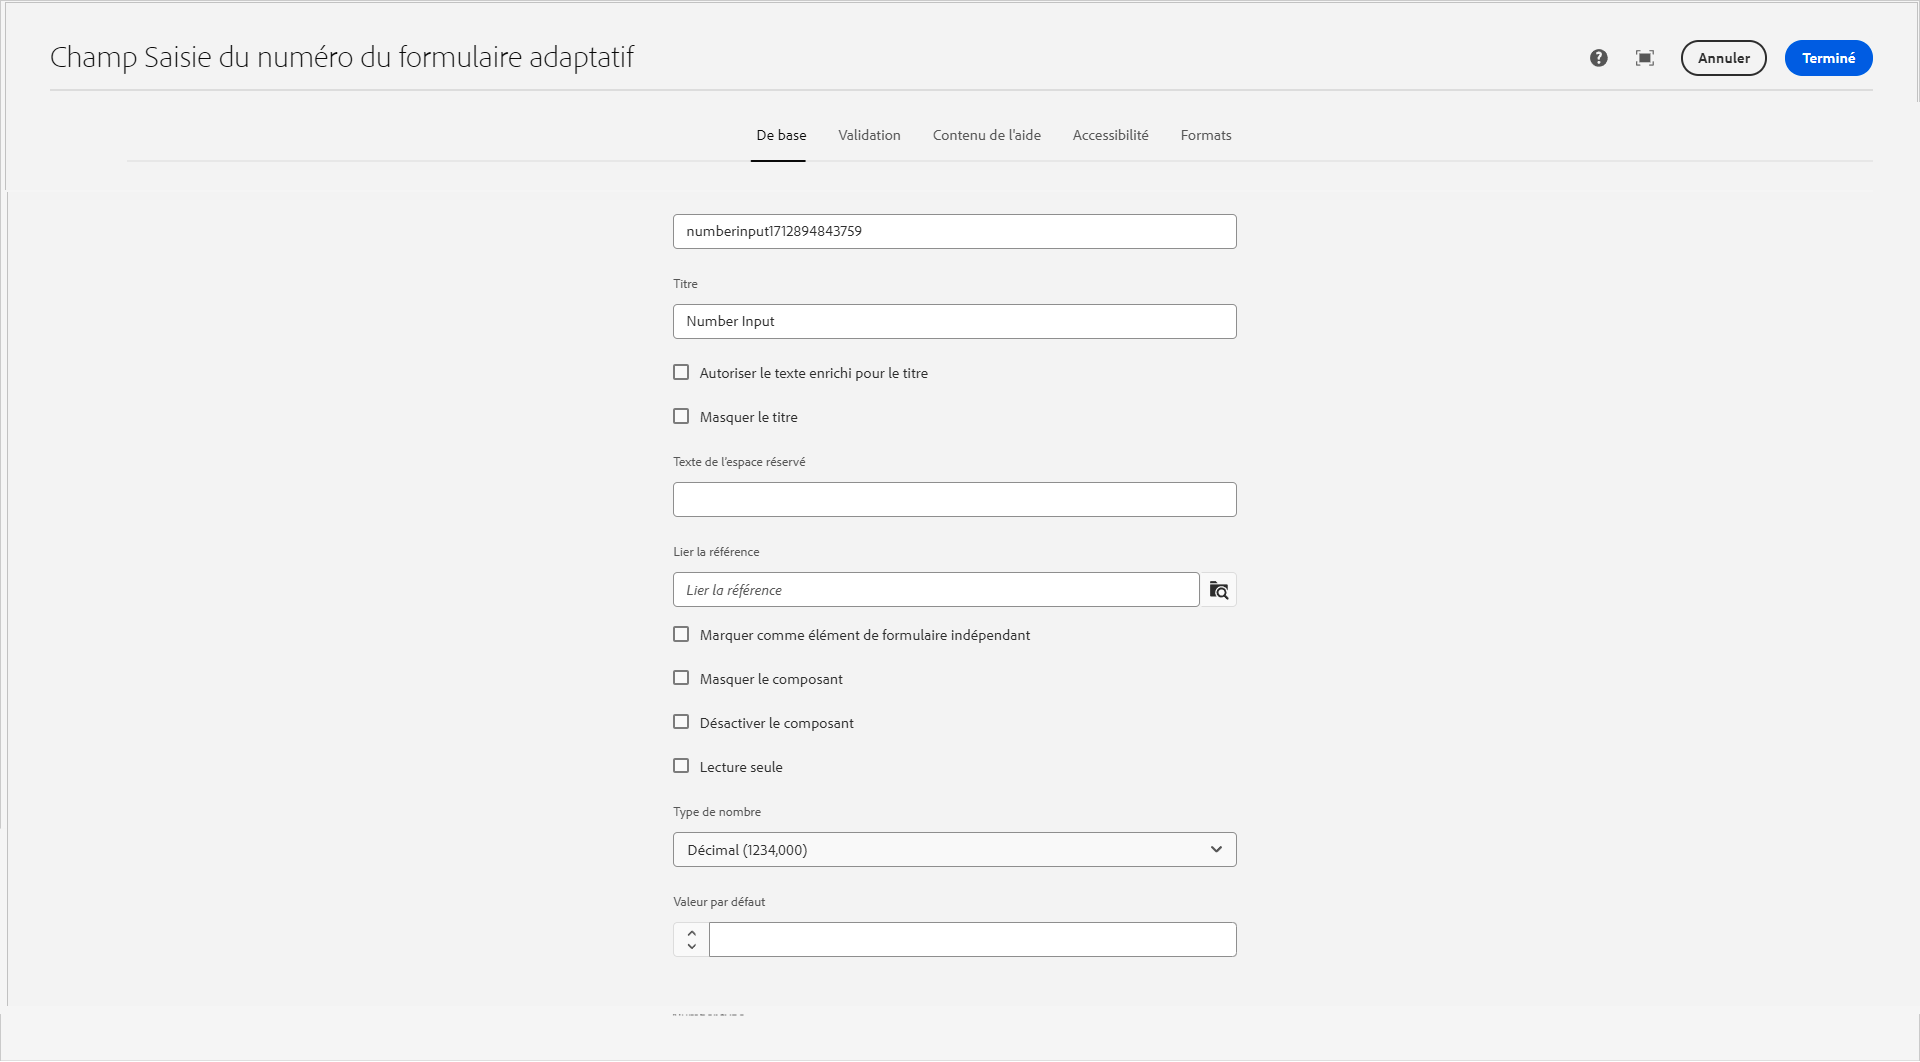 Champ Saisie du numéro du formulaire adaptatif
Annuler
Terminé
De base
Validation
Contenu de l'aide
Accessibilité
Formats
numberinput1712894843759
Titre
Number Input
Autoriser le texte enrichi pour le titre
Masquer le titre
Texte de l'espace réservé
Lier la référence
Lier la référence
Marquer comme élément de formulaire indépendant
Masquer le composant
Désactiver le composant
Lecture seule
Type de nombre
Décimal (1234,000)
Valeur par défaut